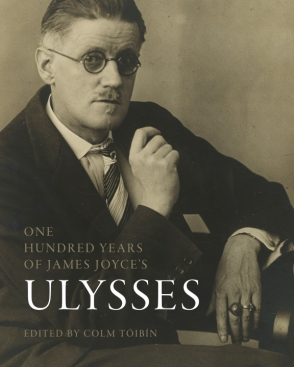 ONE
HUNDRED YEARS
OF JAMES JOYCE'S
ULYSSES
EDITED BY COLM TÓIBÍN